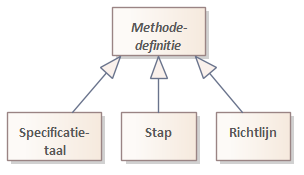 Methode-
definitie
Specificatie-
taal
Stap
Richtlijn